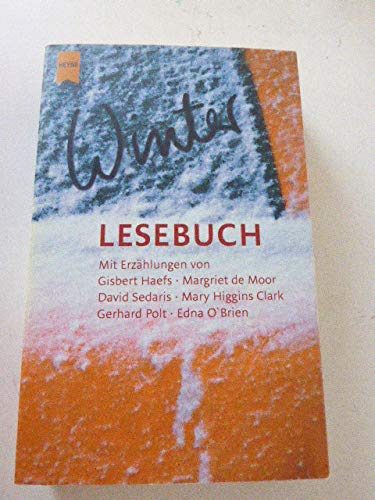 HEYNE
Winter
LESEBUCH
Mit Erzählungen von
Gisbert Haefs · Margriet de Moor
David Sedaris · Mary Higgins Clark
Gerhard Polt · Edna O`Brien